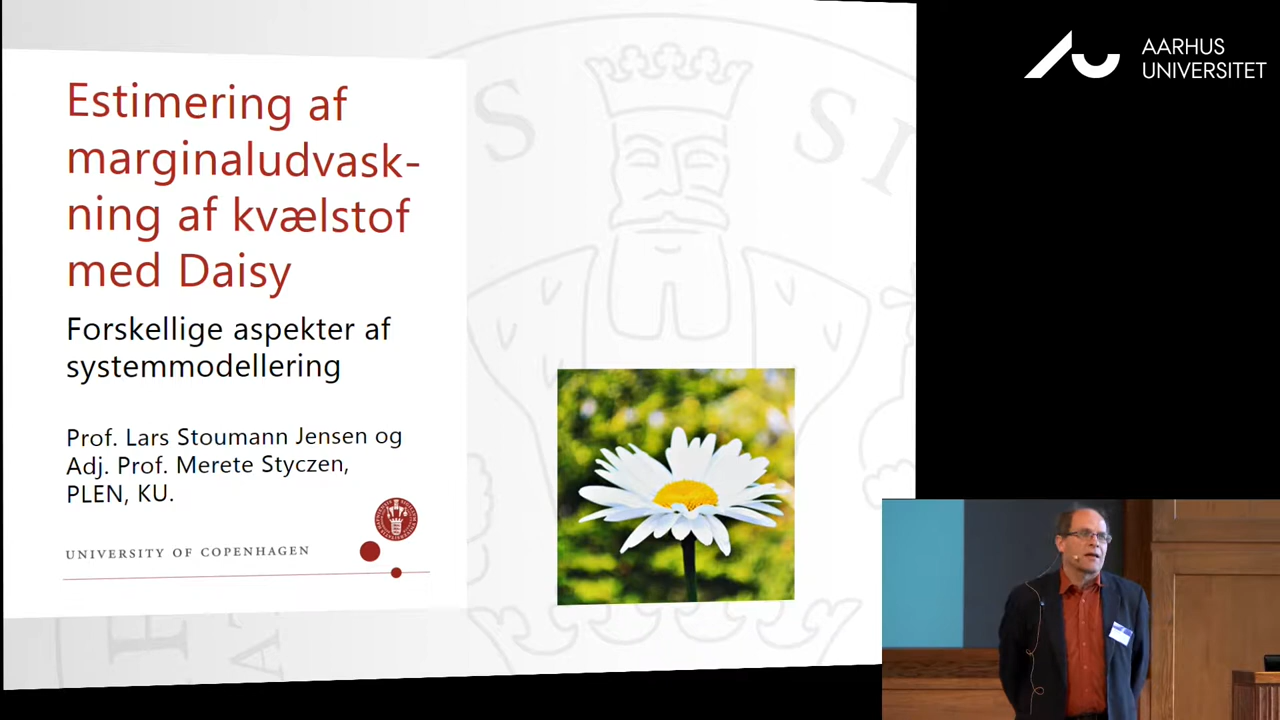 Estimering af
marginaludvask-
ning af kvælstof
med Daisy
Forskellige aspekter af
systemmodellering
Prof. Lars Stoumann Jensen og
Adj. Prof. Merete Styczen,
PLEN, KU.
UNIVERSITY OF COPENHAGEN
AARHUS
UNIVERSITET